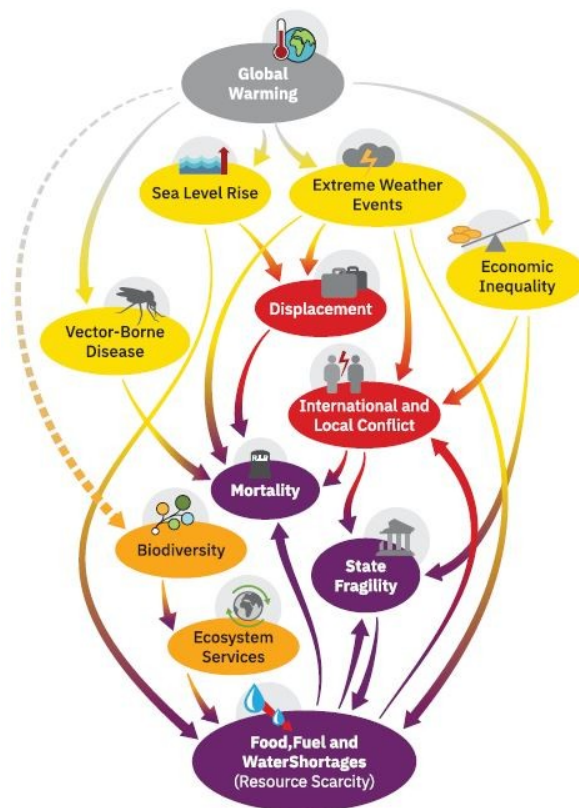 Global
Warming
Sea Level Rise
Extreme Weather
Events
Economic
Inequality
Displacement
Vector-Borne
Disease
International and
Local Conflict
R.I.P
Mortality
Biodiversity
State
Fragility
Ecosystem
Services
Food,Fuel and
WaterShortages
(Resource Scarcity)